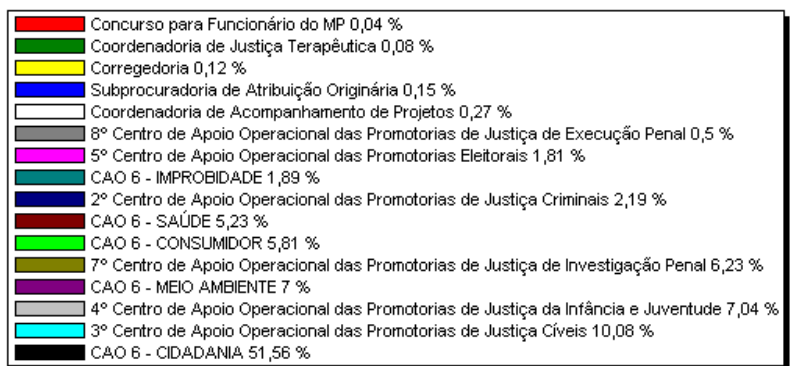 Concurso para Funcionário do MP 0,04 %
Coordenadoria de Justiça Terapêutica 0,08 %
Corregedoria 0,12 %
Subprocuradoria de Atribuição Originária 0,15 %
Coordenadoria de Acompanhamento de Projetos 0,27 %
8º Centro de Apoio Operacional das Promotorias de Justiça de Execução Penal 0,5 %
5º Centro de Apoio Operacional das Promotorias Eleitorais 1,81 %
CAO 6 - IMPROBIDADE 1,89 %
2º Centro de Apoio Operacional das Promotorias de Justiça Criminais 2,19 %
CAO 6 - SAÚDE 5,23 %
CAO 6 - CONSUMIDOR 5,81 %
7º Centro de Apoio Operacional das Promotorias de Justiça de Investigação Penal 6,23 %
CAO 6 - MEIO AMBIENTE 7 %
4º Centro de Apoio Operacional das Promotorias de Justiça da Infância e Juventude 7,04 %
3º Centro de Apoio Operacional das Promotorias de Justiça Cíveis 10,08 %
CAO 6 - CIDADANIA 51,56 %